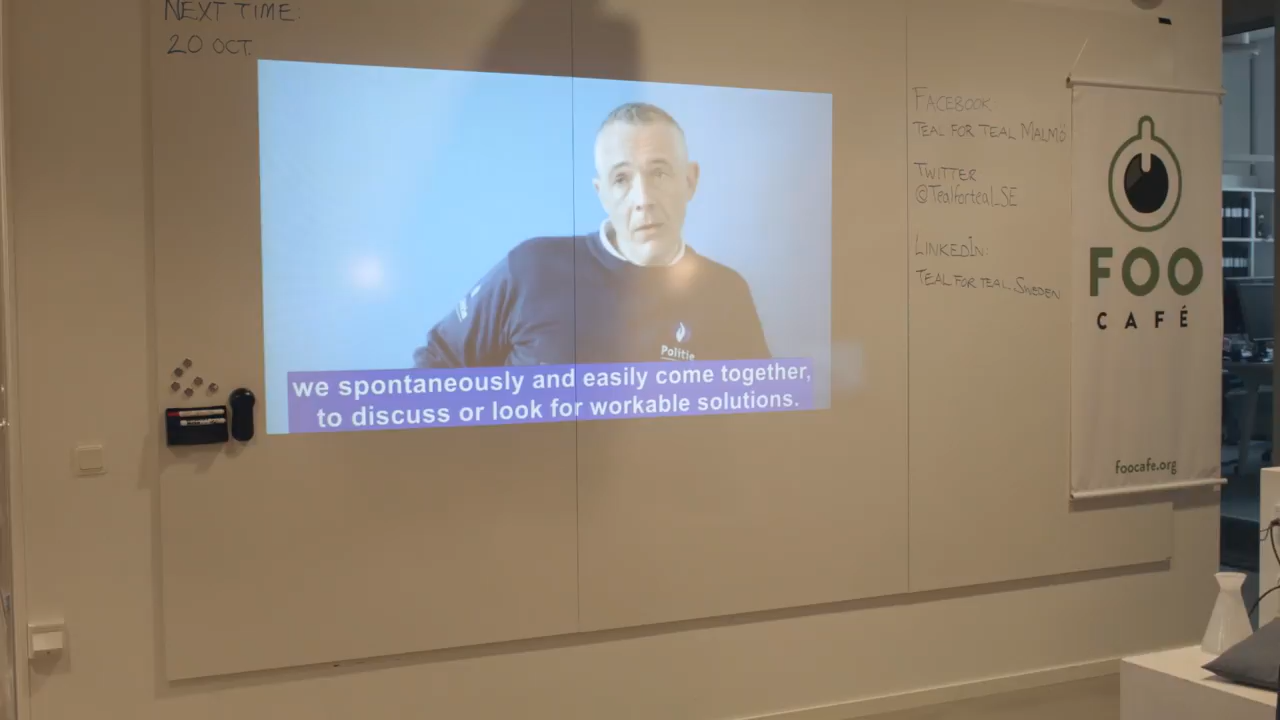 NEXT TIME:
20 OCT.
we spontaneously and easily come together,
to discuss or look for workable solutions.
Politie
FACEBOOK
TEAL FOR TEAL MALMÖ
TWITTER
@Tealforteal_SE
LINKEDIN:
TEAL FOR TEAL SWEDEN
FOO
CAFÉ
foocafe.org